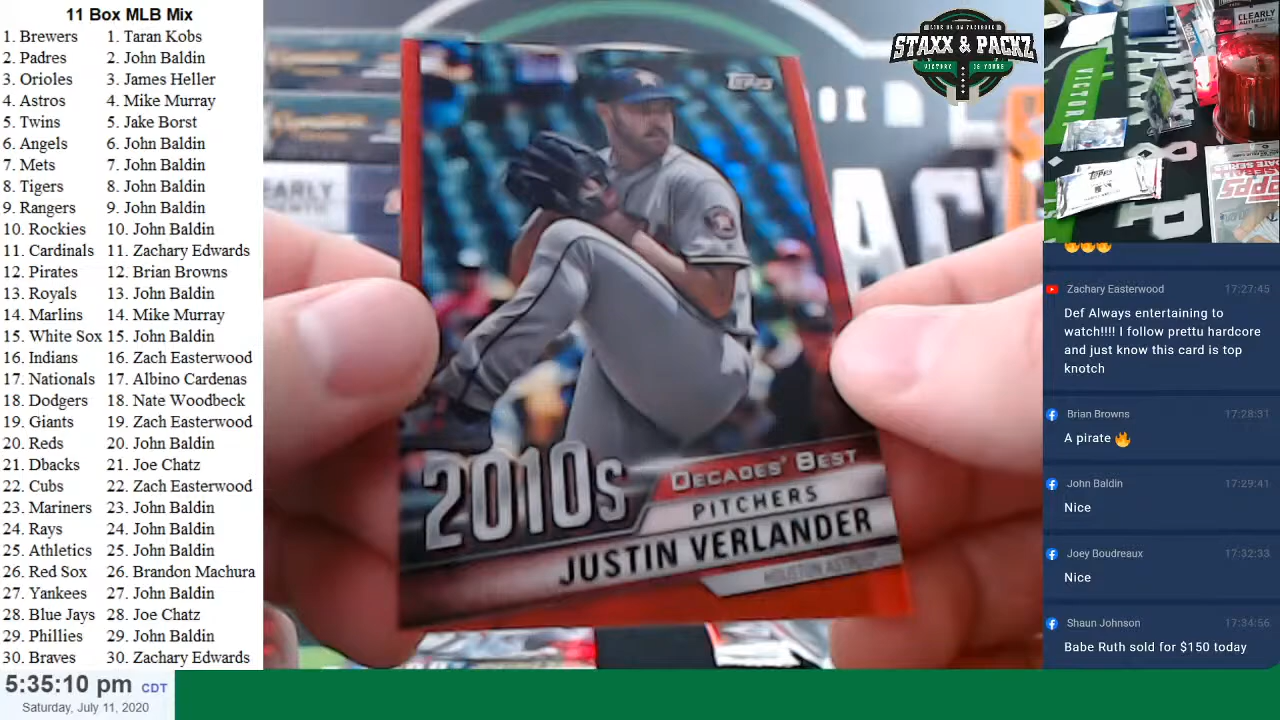 11 Box MLB Mix
1. Brewers 1. Taran Kobs
2. Padres 2. John Baldin
3. Orioles 3. James Heller
4. Astros 4. Mike Murray
5. Twins 5. Jake Borst
6. Angels 6. John Baldin
7. Mets 7. John Baldin
8. Tigers 8. John Baldin
9. Rangers 9. John Baldin
10. Rockies 10. John Baldin
11. Cardinals 11. Zachary Edwards
12. Pirates 12. Brian Browns
13. Royals 13. John Baldin
14. Marlins 14. Mike Murray
15. White Sox 15. John Baldin
16. Indians 16. Zach Easterwood
17. Nationals 17. Albino Cardenas
18. Dodgers 18. Nate Woodbeck
19. Giants 19. Zach Easterwood
20. Reds 20. John Baldin
21. Dbacks 21. Joe Chatz
22. Cubs 22. Zach Easterwood
23. Mariners 23. John Baldin
24. Rays 24. John Baldin
25. Athletics 25. John Baldin
26. Red Sox 26. Brandon Machura
27. Yankees 27. John Baldin
28. Blue Jays 28. Joe Chatz
29. Phillies 29. John Baldin
30. Braves 30. Zachary Edwards
5:35:10 pm CDT
Saturday, July 11, 2020
Topps
2010s
DECADES' BEST
PITCHERS
JUSTIN VERLANDER
HOUSTON ASTROS
LIVE ON FACEBOOK
STAXX & PACKZ
VICTORY IS YOURS
CLEARLY
VICTOR
TOPPS
Zachary Easterwood 17:27:45
Def Always entertaining to
watch!!!! I follow prettu hardcore
and just know this card is top
knotch
Brian Browns 17:28:31
A pirate 🔥
John Baldin 17:29:41
Nice
Joey Boudreaux 17:32:33
Nice
Shaun Johnson 17:34:56
Babe Ruth sold for $150 today